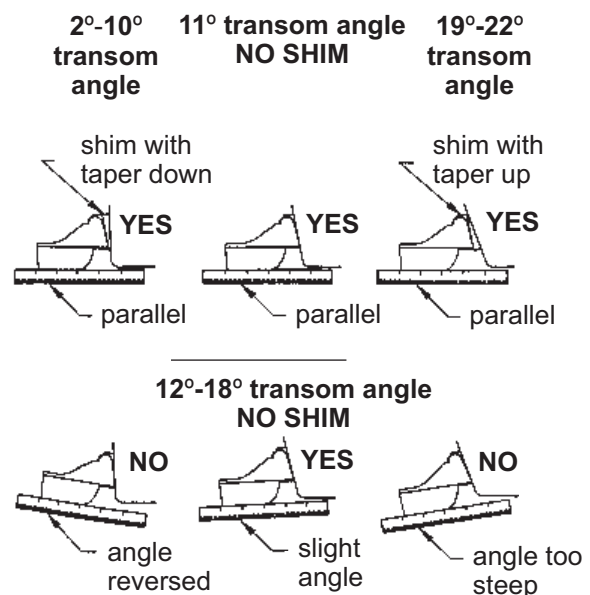 2°-10°
transom
angle
11° transom angle
NO SHIM
19°-22°
transom
angle
shim with
taper down
YES
parallel
YES
parallel
shim with
taper up
YES
parallel
12°-18° transom angle
NO SHIM
NO
angle
reversed
YES
slight
angle
NO
angle too
steep